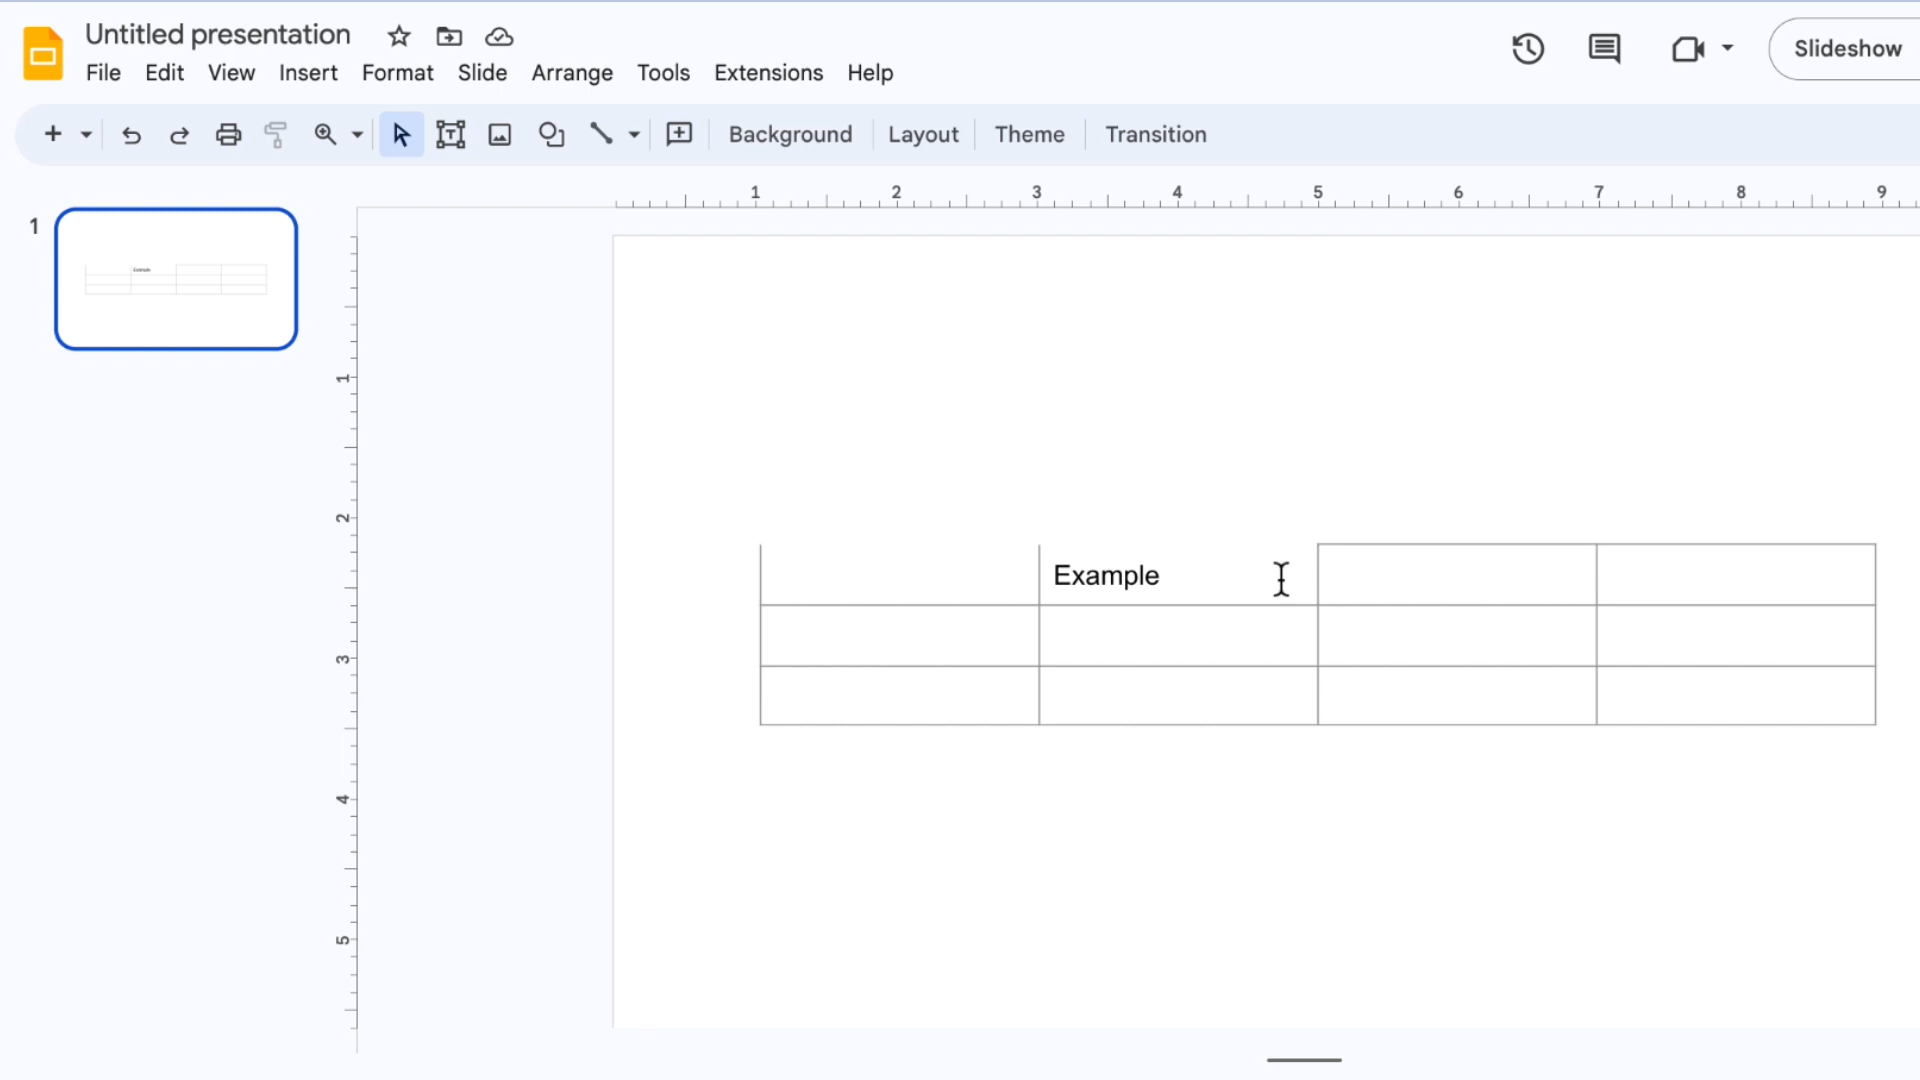 Untitled presentation
File Edit View Insert Format Slide Arrange Tools Extensions Help
Slideshow
Background Layout Theme Transition
1 2 3 4 5 6 7 8 9
1
Example
1
2
3
4
5
Example